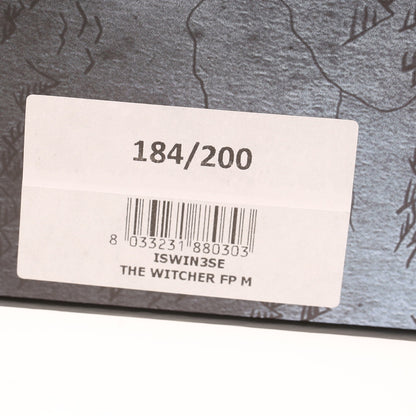 184/200
8 033231 880303
ISWIN3SE
THE WITCHER FP M